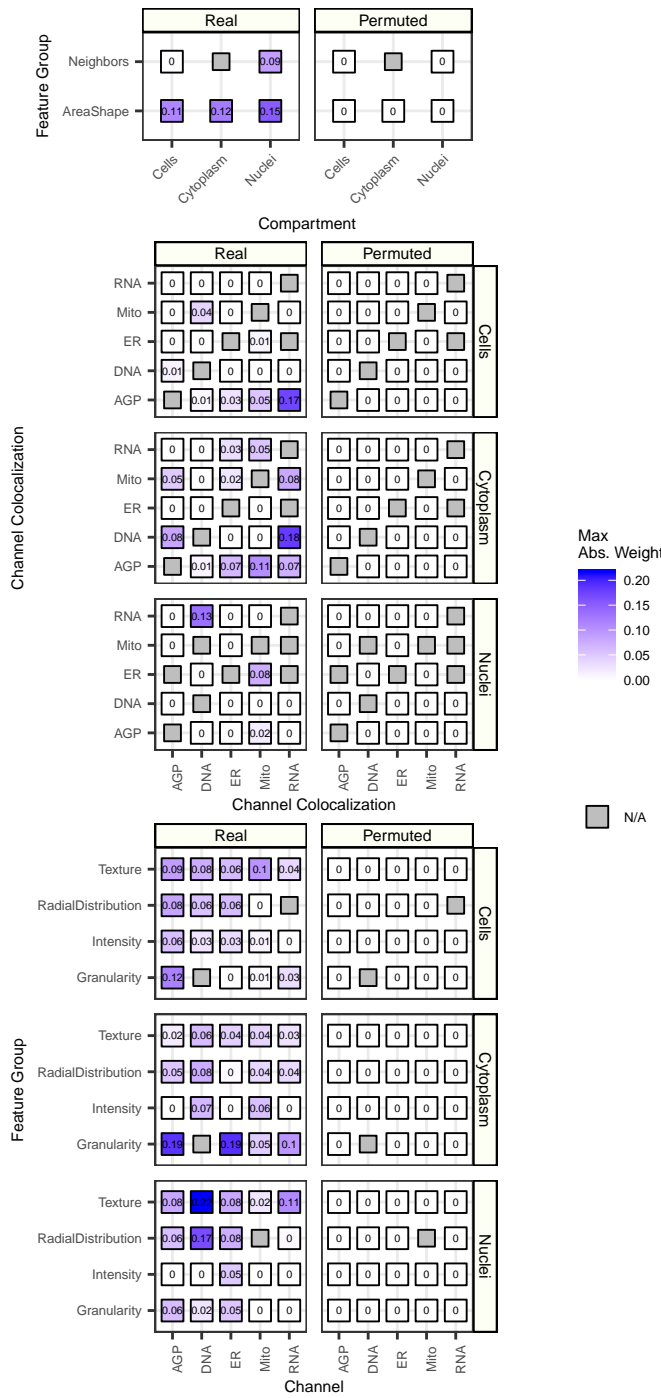 Real Permuted
Feature Group
Neighbors 0 0.09 0 0
AreaShape 0.11 0.12 0.15 0 0 0
Cells Cytoplasm Nuclei Cells Cytoplasm Nuclei
Compartment
Real Permuted
Channel Colocalization
Cells
RNA 0 0 0 0 0 0 0 0
Mito 0 0.04 0 0 0 0 0 0
ER 0 0 0.01 0 0 0
DNA 0.01 0 0 0 0 0 0 0
AGP 0.01 0.03 0.05 0.17 0 0 0 0
Cytoplasm
RNA 0 0 0.03 0.05 0 0 0 0
Mito 0.05 0 0.02 0.08 0 0 0 0
ER 0 0 0 0 0 0
DNA 0.08 0 0 0.18 0 0 0 0
AGP 0.01 0.07 0.11 0.07 0 0 0 0
Nuclei
RNA 0 0.13 0 0 0 0 0 0
Mito 0 0 0 0
ER 0 0.08 0 0
DNA 0 0 0 0 0 0 0 0
AGP 0 0 0.02 0 0 0 0 0
AGP DNA ER Mito RNA AGP DNA ER Mito RNA
Channel Colocalization
Max
Abs. Weight
0.20
0.15
0.10
0.05
0.00
N/A
Real Permuted
Feature Group
Cells
Texture 0.09 0.08 0.06 0.1 0.04 0 0 0 0 0
RadialDistribution 0.08 0.06 0.06 0 0 0 0 0
Intensity 0.06 0.03 0.03 0.01 0 0 0 0 0 0
Granularity 0.12 0 0.01 0.03 0 0 0 0
Cytoplasm
Texture 0.02 0.06 0.04 0.04 0.03 0 0 0 0 0
RadialDistribution 0.05 0.08 0 0.04 0.04 0 0 0 0 0
Intensity 0 0.07 0 0.06 0 0 0 0 0 0
Granularity 0.19 0.19 0.05 0.1 0 0 0 0
Nuclei
Texture 0.08 0.22 0.08 0.02 0.11 0 0 0 0 0
RadialDistribution 0.06 0.17 0.08 0 0 0 0 0
Intensity 0 0 0.05 0 0 0 0 0 0 0
Granularity 0.06 0.02 0.05 0 0 0 0 0 0 0
AGP DNA ER Mito RNA AGP DNA ER Mito RNA
Channel